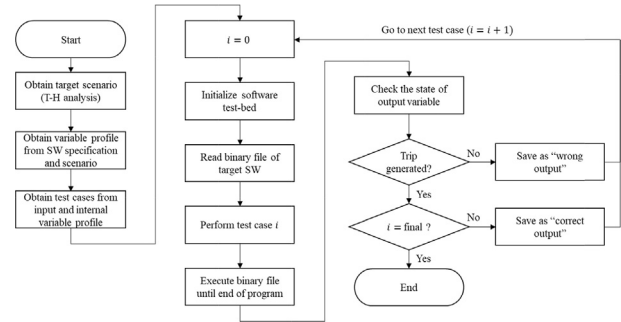 Start
Obtain target scenario
(T-H analysis)
Obtain variable profile
from SW specification
and scenario
Obtain test cases from
input and internal
variable profile
i = 0
Initialize software
test-bed
Read binary file of
target SW
Perform test case i
Execute binary file
until end of program
Go to next test case (i = i + 1)
Check the state of
output variable
Trip
generated?
No
Save as “wrong
output”
Yes
i = final ?
No
Save as “correct
output”
Yes
End